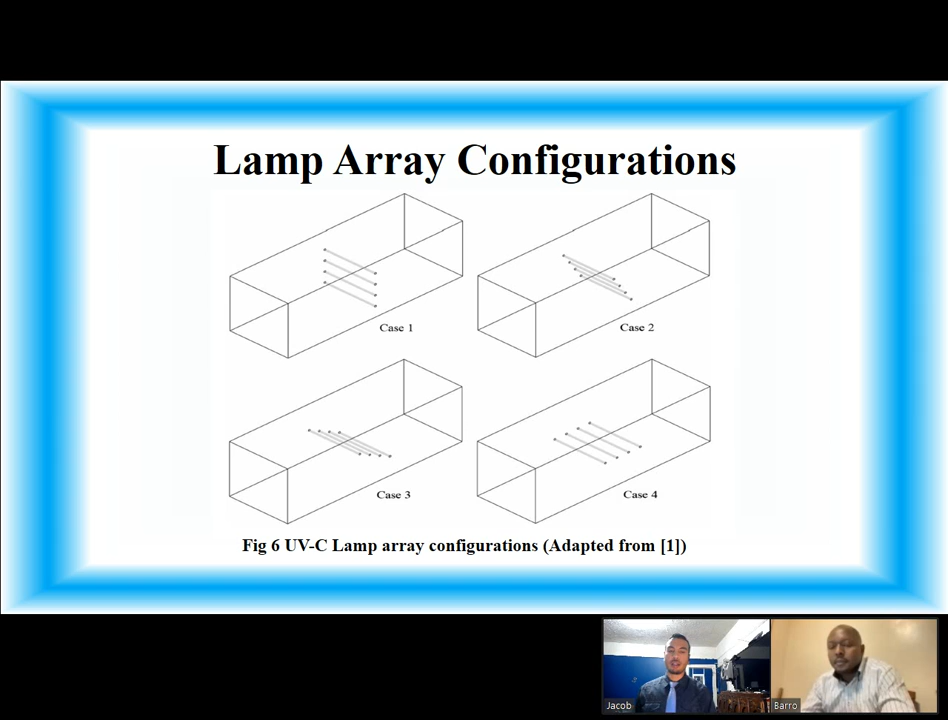 Lamp Array Configurations
Case 1
Case 2
Case 3
Case 4
Fig 6 UV-C Lamp array configurations (Adapted from [1])
Jacob
Barro